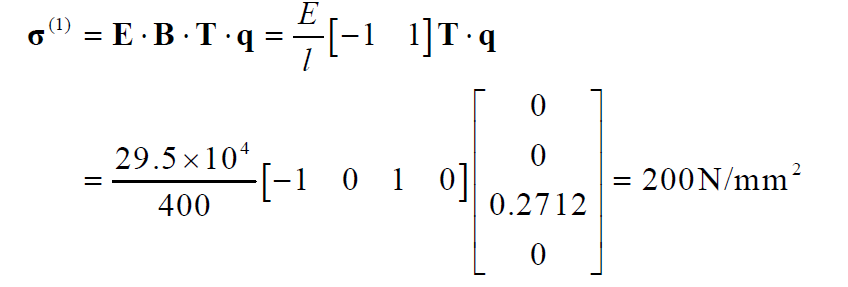 σ⁽¹⁾ = E · B · T · q = E/l [−1 1] T · q
= 29.5×10⁴/400 [−1 0 1 0] [0 0 0.2712 0] = 200N/mm²